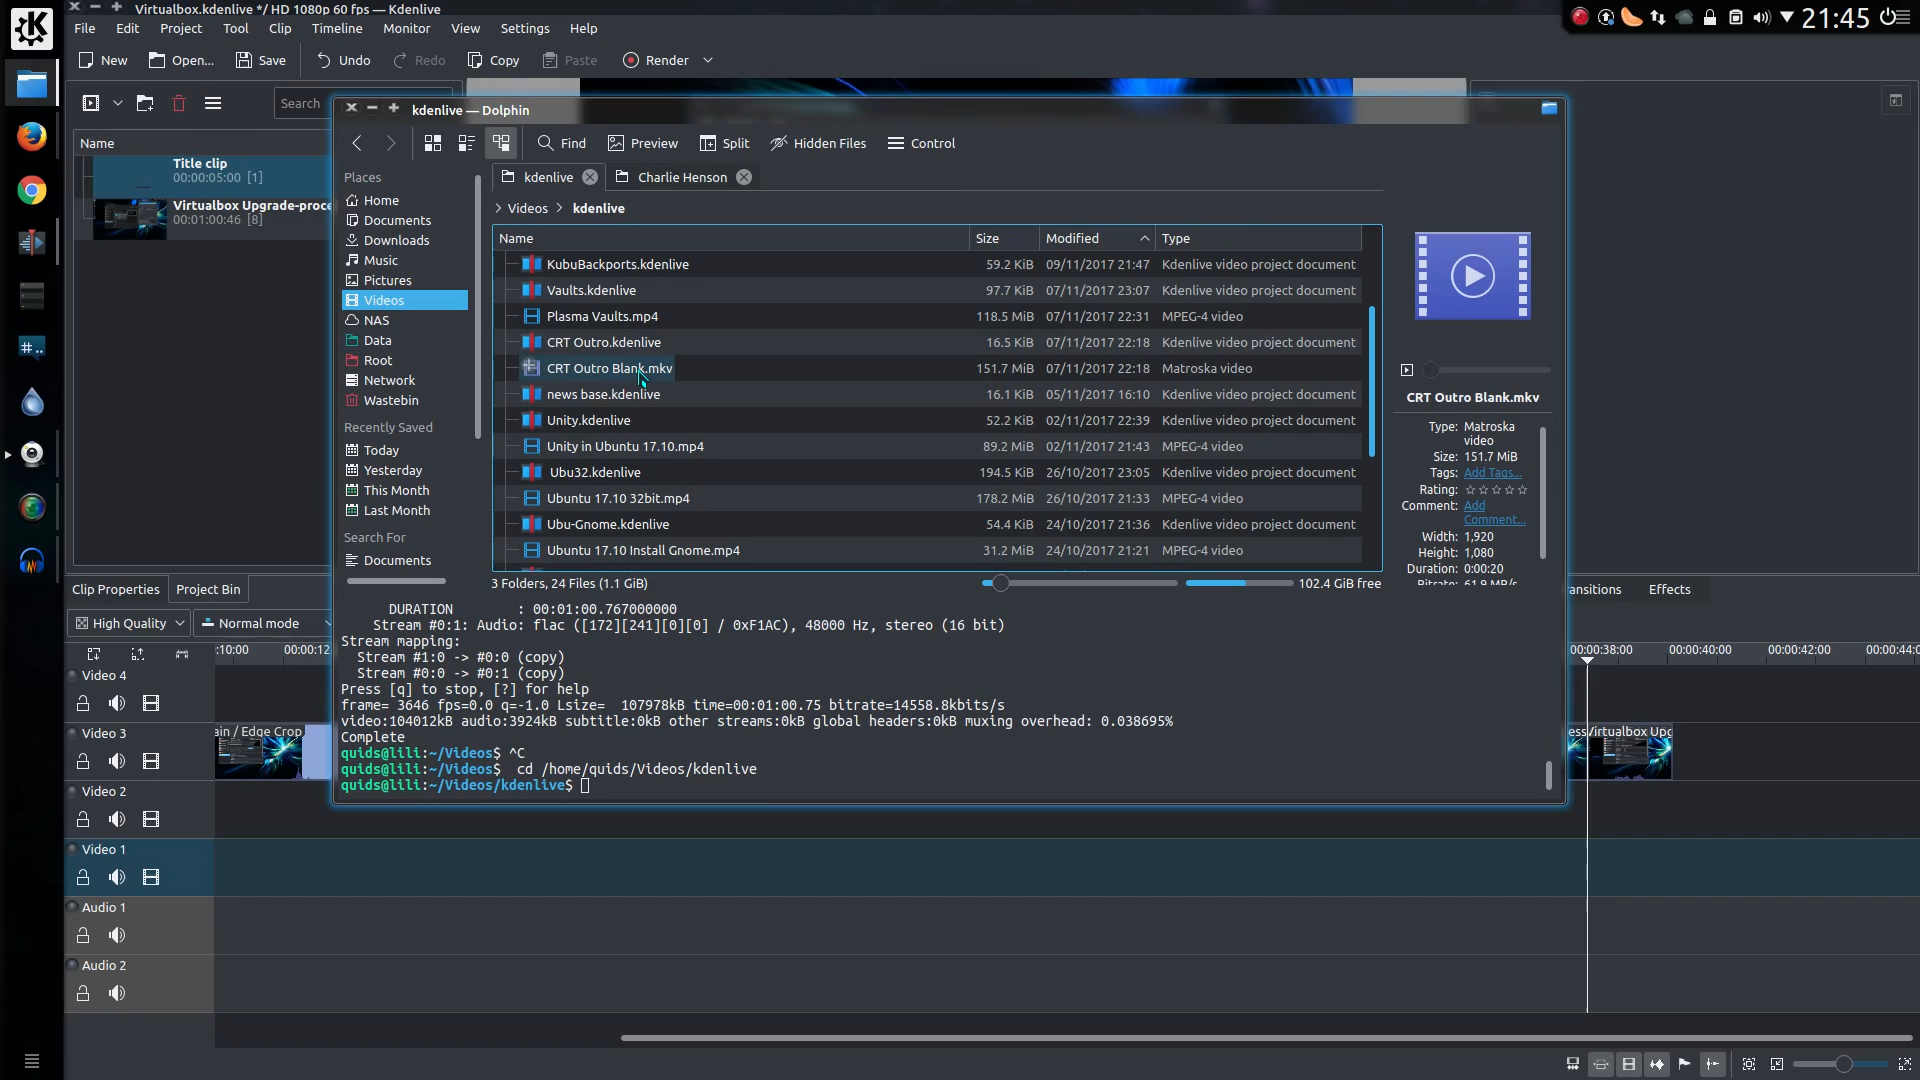 Virtualbox.kdenlive */ HD 1080p 60 fps — Kdenlive
21:45
File Edit Project Tool Clip Timeline Monitor View Settings Help
New Open... Save Undo Redo Copy Paste Render
Search
Name
Title clip
00:00:05:00 [1]
Virtualbox Upgrade-proce
00:01:00:46 [8]
kdenlive — Dolphin
Find Preview Split Hidden Files Control
Places
Home
Documents
Downloads
Music
Pictures
Videos
NAS
Data
Root
Network
Wastebin
Recently Saved
Today
Yesterday
This Month
Last Month
Search For
Documents
kdenlive Charlie Henson
> Videos > kdenlive
Name Size Modified Type
KubuBackports.kdenlive 59.2 KiB 09/11/2017 21:47 Kdenlive video project document
Vaults.kdenlive 97.7 KiB 07/11/2017 23:07 Kdenlive video project document
Plasma Vaults.mp4 118.5 MiB 07/11/2017 22:31 MPEG-4 video
CRT Outro.kdenlive 16.5 KiB 07/11/2017 22:18 Kdenlive video project document
CRT Outro Blank.mkv 151.7 MiB 07/11/2017 22:18 Matroska video
news base.kdenlive 16.1 KiB 05/11/2017 16:10 Kdenlive video project document
Unity.kdenlive 52.2 KiB 02/11/2017 22:39 Kdenlive video project document
Unity in Ubuntu 17.10.mp4 89.2 MiB 02/11/2017 21:43 MPEG-4 video
Ubu32.kdenlive 194.5 KiB 26/10/2017 23:05 Kdenlive video project document
Ubuntu 17.10 32bit.mp4 178.2 MiB 26/10/2017 21:33 MPEG-4 video
Ubu-Gnome.kdenlive 54.4 KiB 24/10/2017 21:36 Kdenlive video project document
Ubuntu 17.10 Install Gnome.mp4 31.2 MiB 24/10/2017 21:21 MPEG-4 video
3 Folders, 24 Files (1.1 GiB) 102.4 GiB free
CRT Outro Blank.mkv
Type: Matroska
video
Size: 151.7 MiB
Tags: Add Tags...
Rating: ☆☆☆☆☆
Comment: Add
Comment...
Width: 1,920
Height: 1,080
Duration: 0:00:20
Bitrate: 61.9 MB/s
DURATION : 00:01:00.767000000
Stream #0:1: Audio: flac ([172][241][0][0] / 0xF1AC), 48000 Hz, stereo (16 bit)
Stream mapping:
Stream #1:0 -> #0:0 (copy)
Stream #0:0 -> #0:1 (copy)
Press [q] to stop, [?] for help
frame= 3646 fps=0.0 q=-1.0 Lsize= 107978kB time=00:01:00.75 bitrate=14558.8kbits/s
video:104012kB audio:3924kB subtitle:0kB other streams:0kB global headers:0kB muxing overhead: 0.038695%
Complete
quids@lili:~/Videos$ ^C
quids@lili:~/Videos$ cd /home/quids/Videos/kdenlive
quids@lili:~/Videos/kdenlive$
Clip Properties Project Bin
ansitions Effects
High Quality Normal mode
:10:00 00:00:12
00:00:38:00 00:00:40:00 00:00:42:00 00:00:44:0
Video 4
Video 3
ain / Edge Crop
ess Virtualbox Upg
Video 2
Video 1
Audio 1
Audio 2